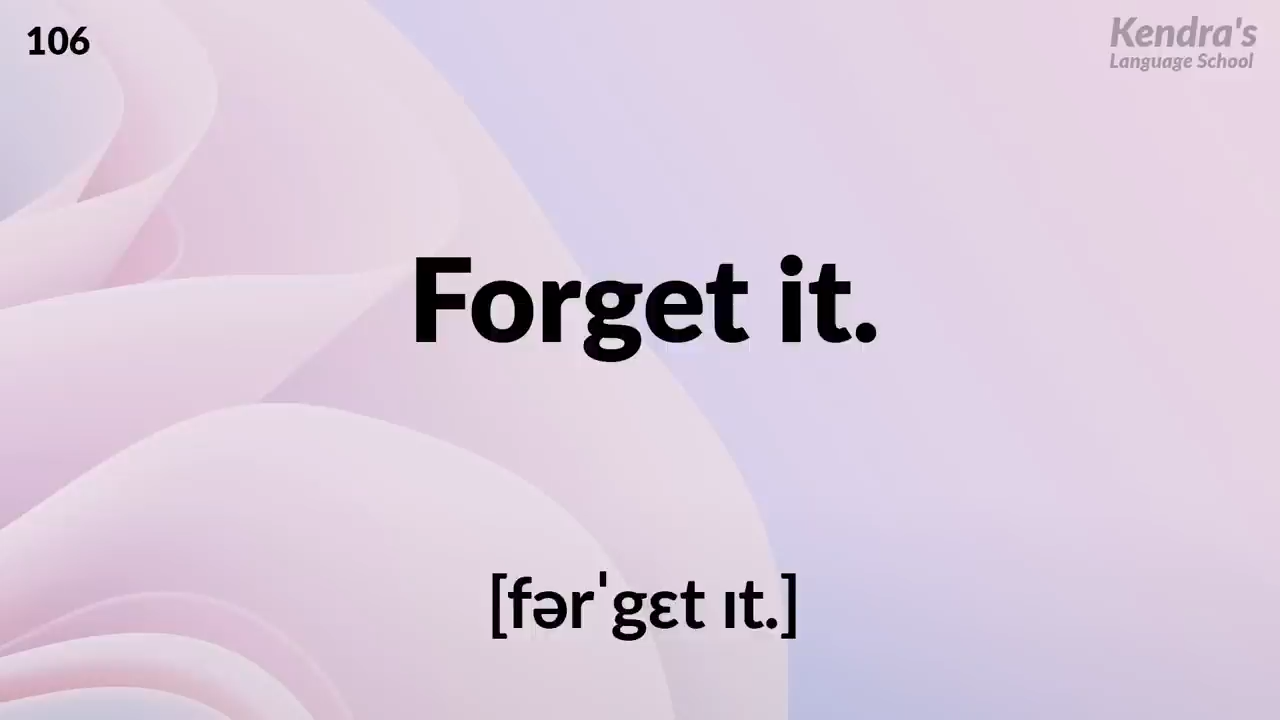 106
Kendra's
Language School
Forget it.
[fərˈgɛt ɪt.]